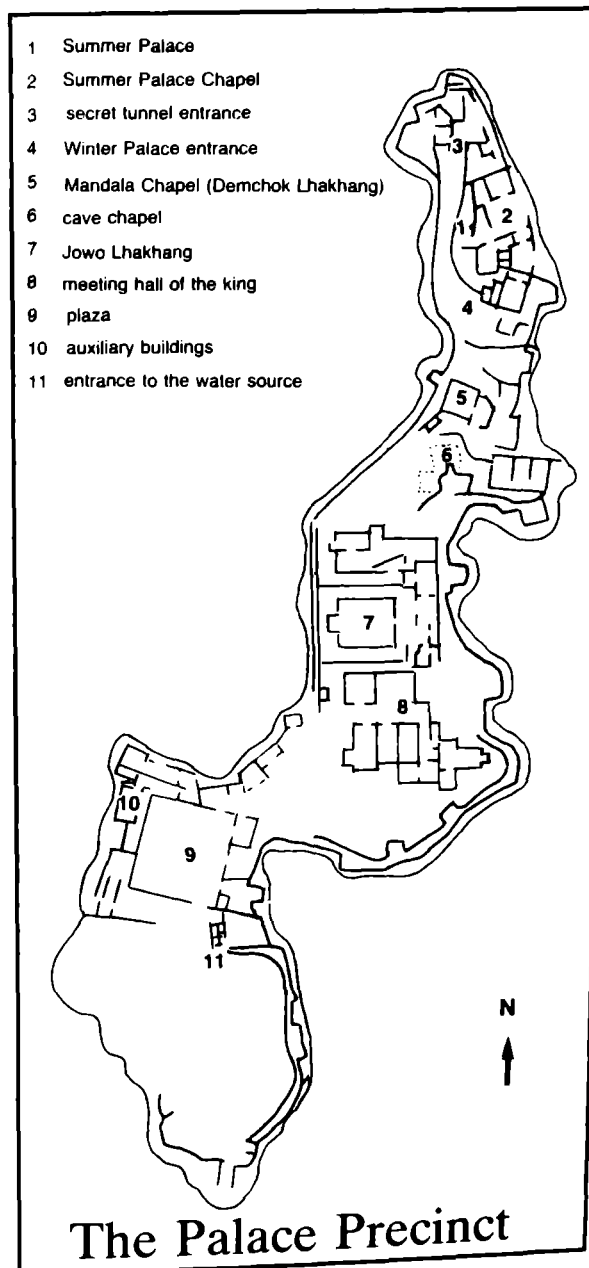 1 Summer Palace
2 Summer Palace Chapel
3 secret tunnel entrance
4 Winter Palace entrance
5 Mandala Chapel (Demchok Lhakhang)
6 cave chapel
7 Jowo Lhakhang
8 meeting hall of the king
9 plaza
10 auxiliary buildings
11 entrance to the water source
3
2
1
4
5
6
7
8
10
9
11
N
The Palace Precinct